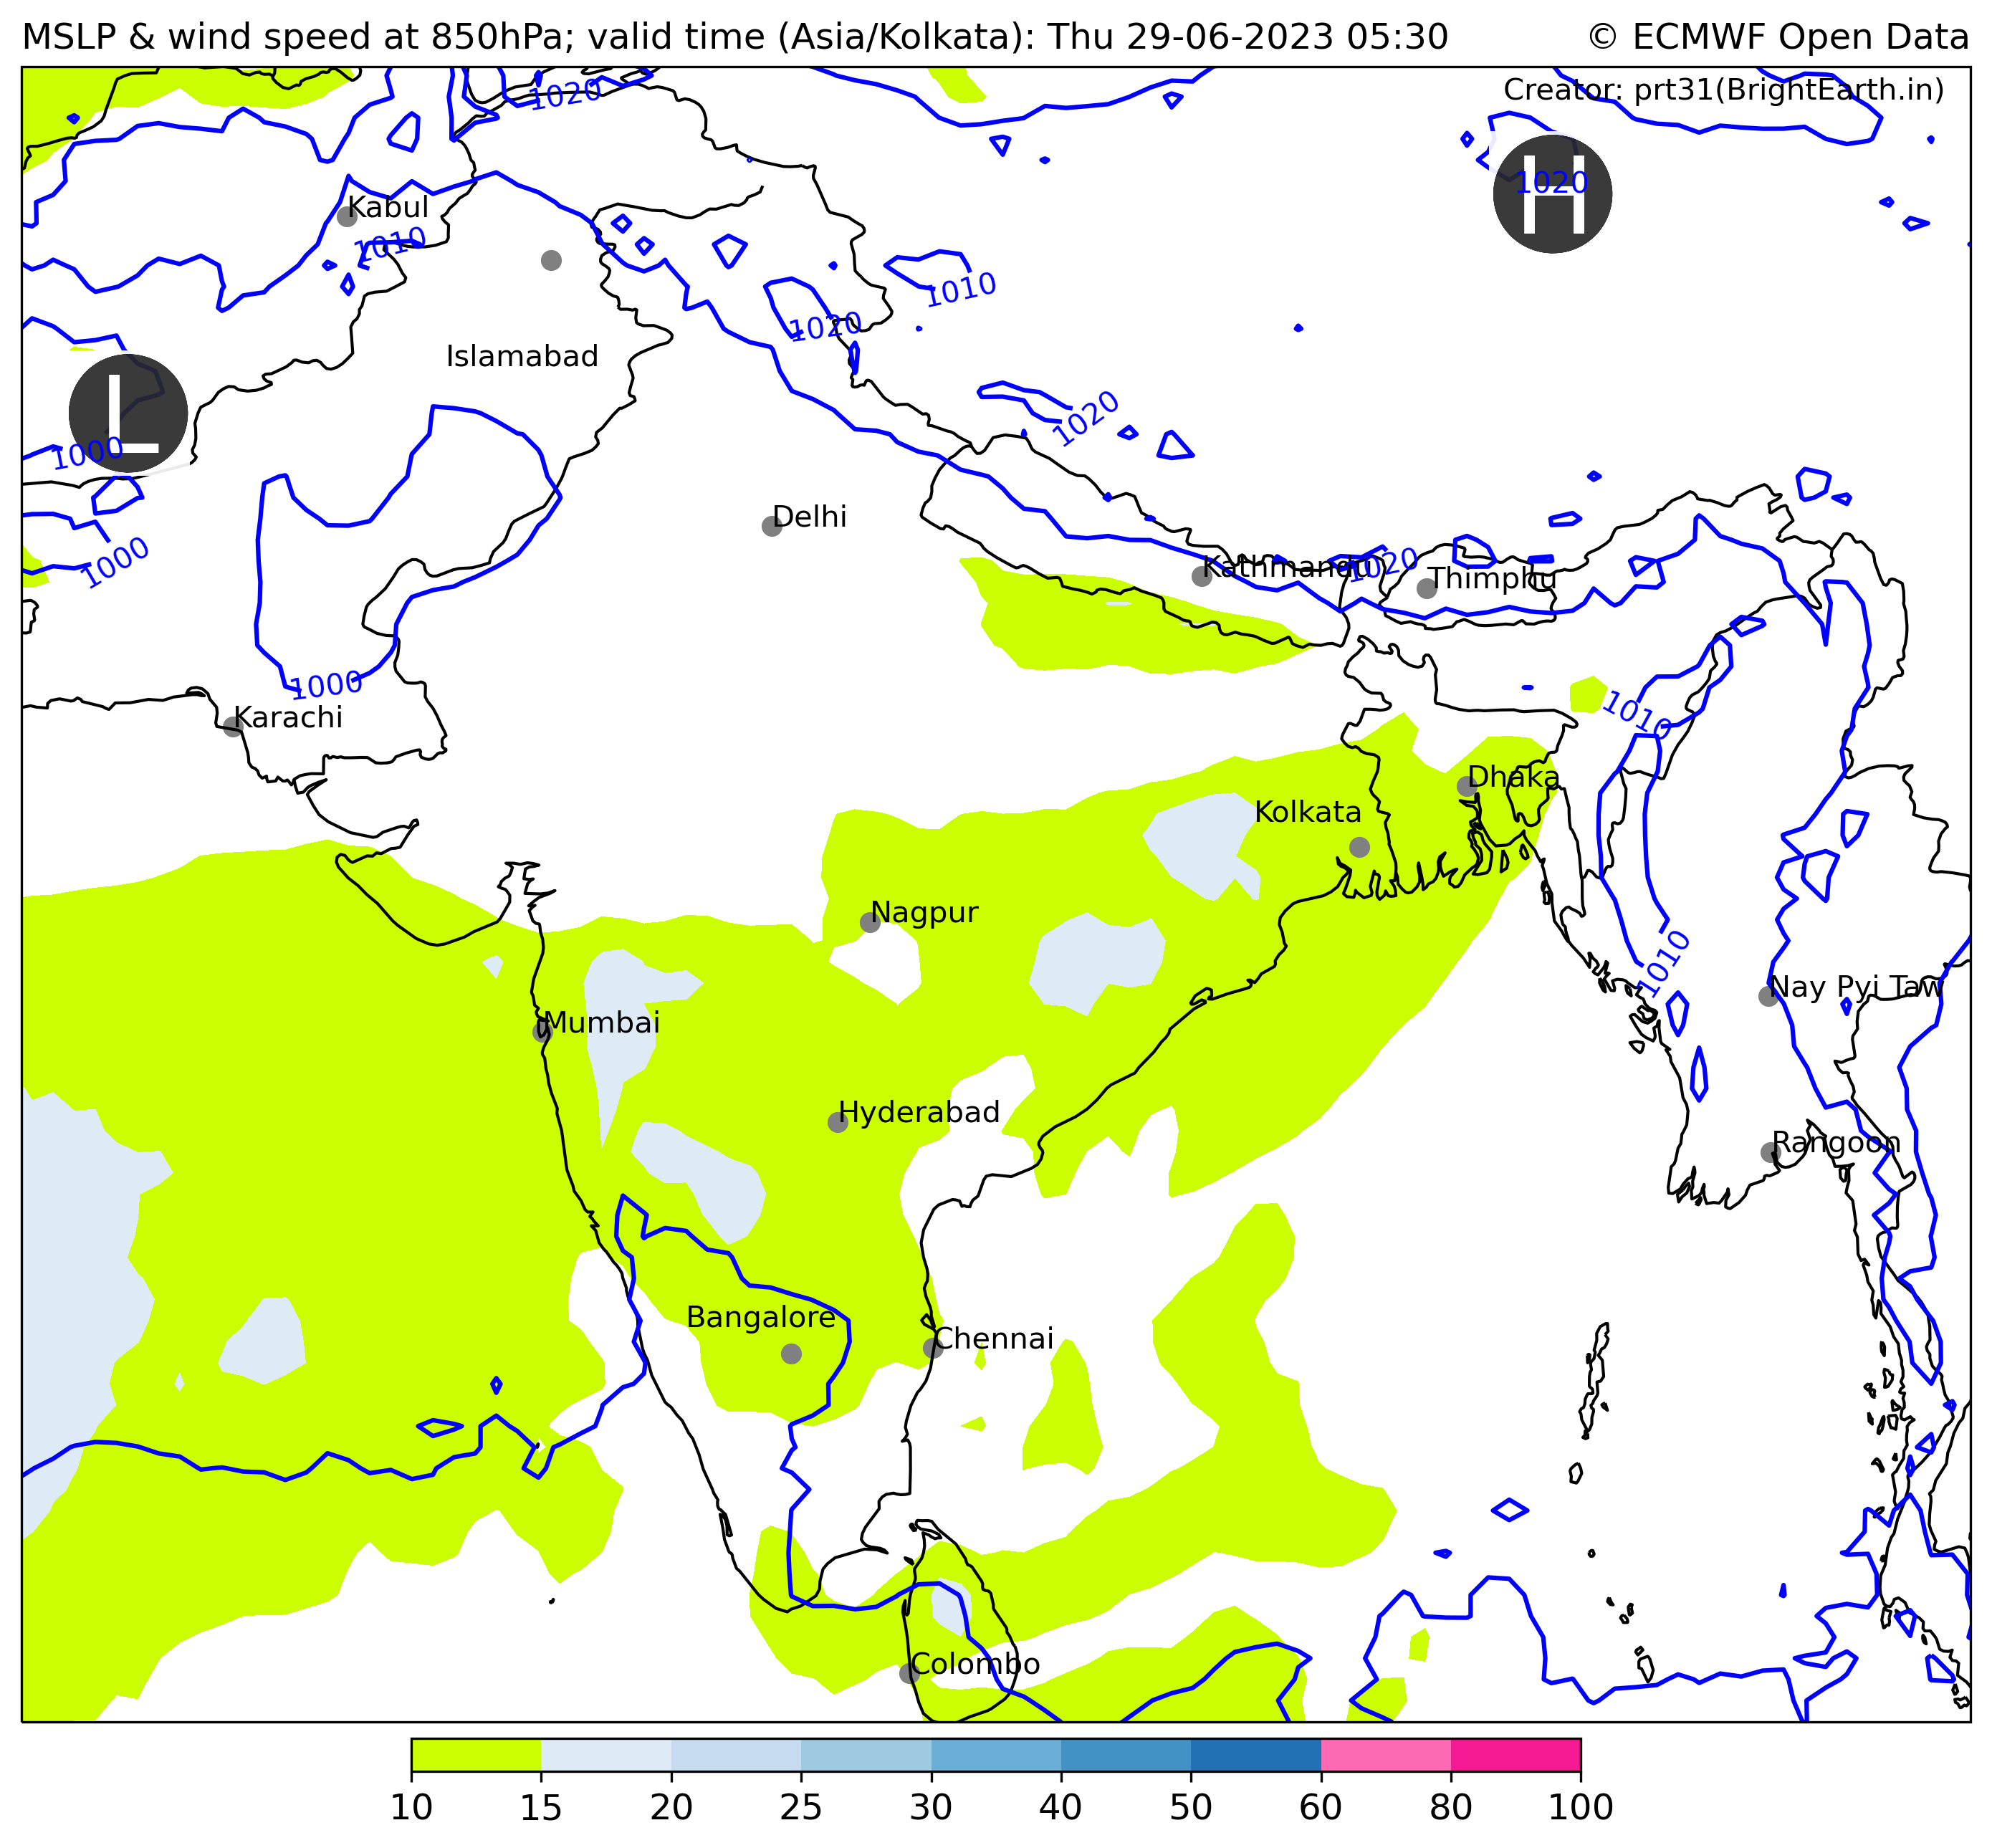 MSLP & wind speed at 850hPa; valid time (Asia/Kolkata): Thu 29-06-2023 05:30 © ECMWF Open Data
Creator: prt31(BrightEarth.in)
1020
H
1020
Kabul
1010
1010
1020
Islamabad
L
1000
1020
Delhi
1000
Kathmandu
1020
Thimphu
1000
1010
Karachi
Dhaka
Kolkata
Nagpur
1010
Nay Pyi Taw
Mumbai
Hyderabad
Rangoon
Bangalore
Chennai
Colombo
10 15 20 25 30 40 50 60 80 100